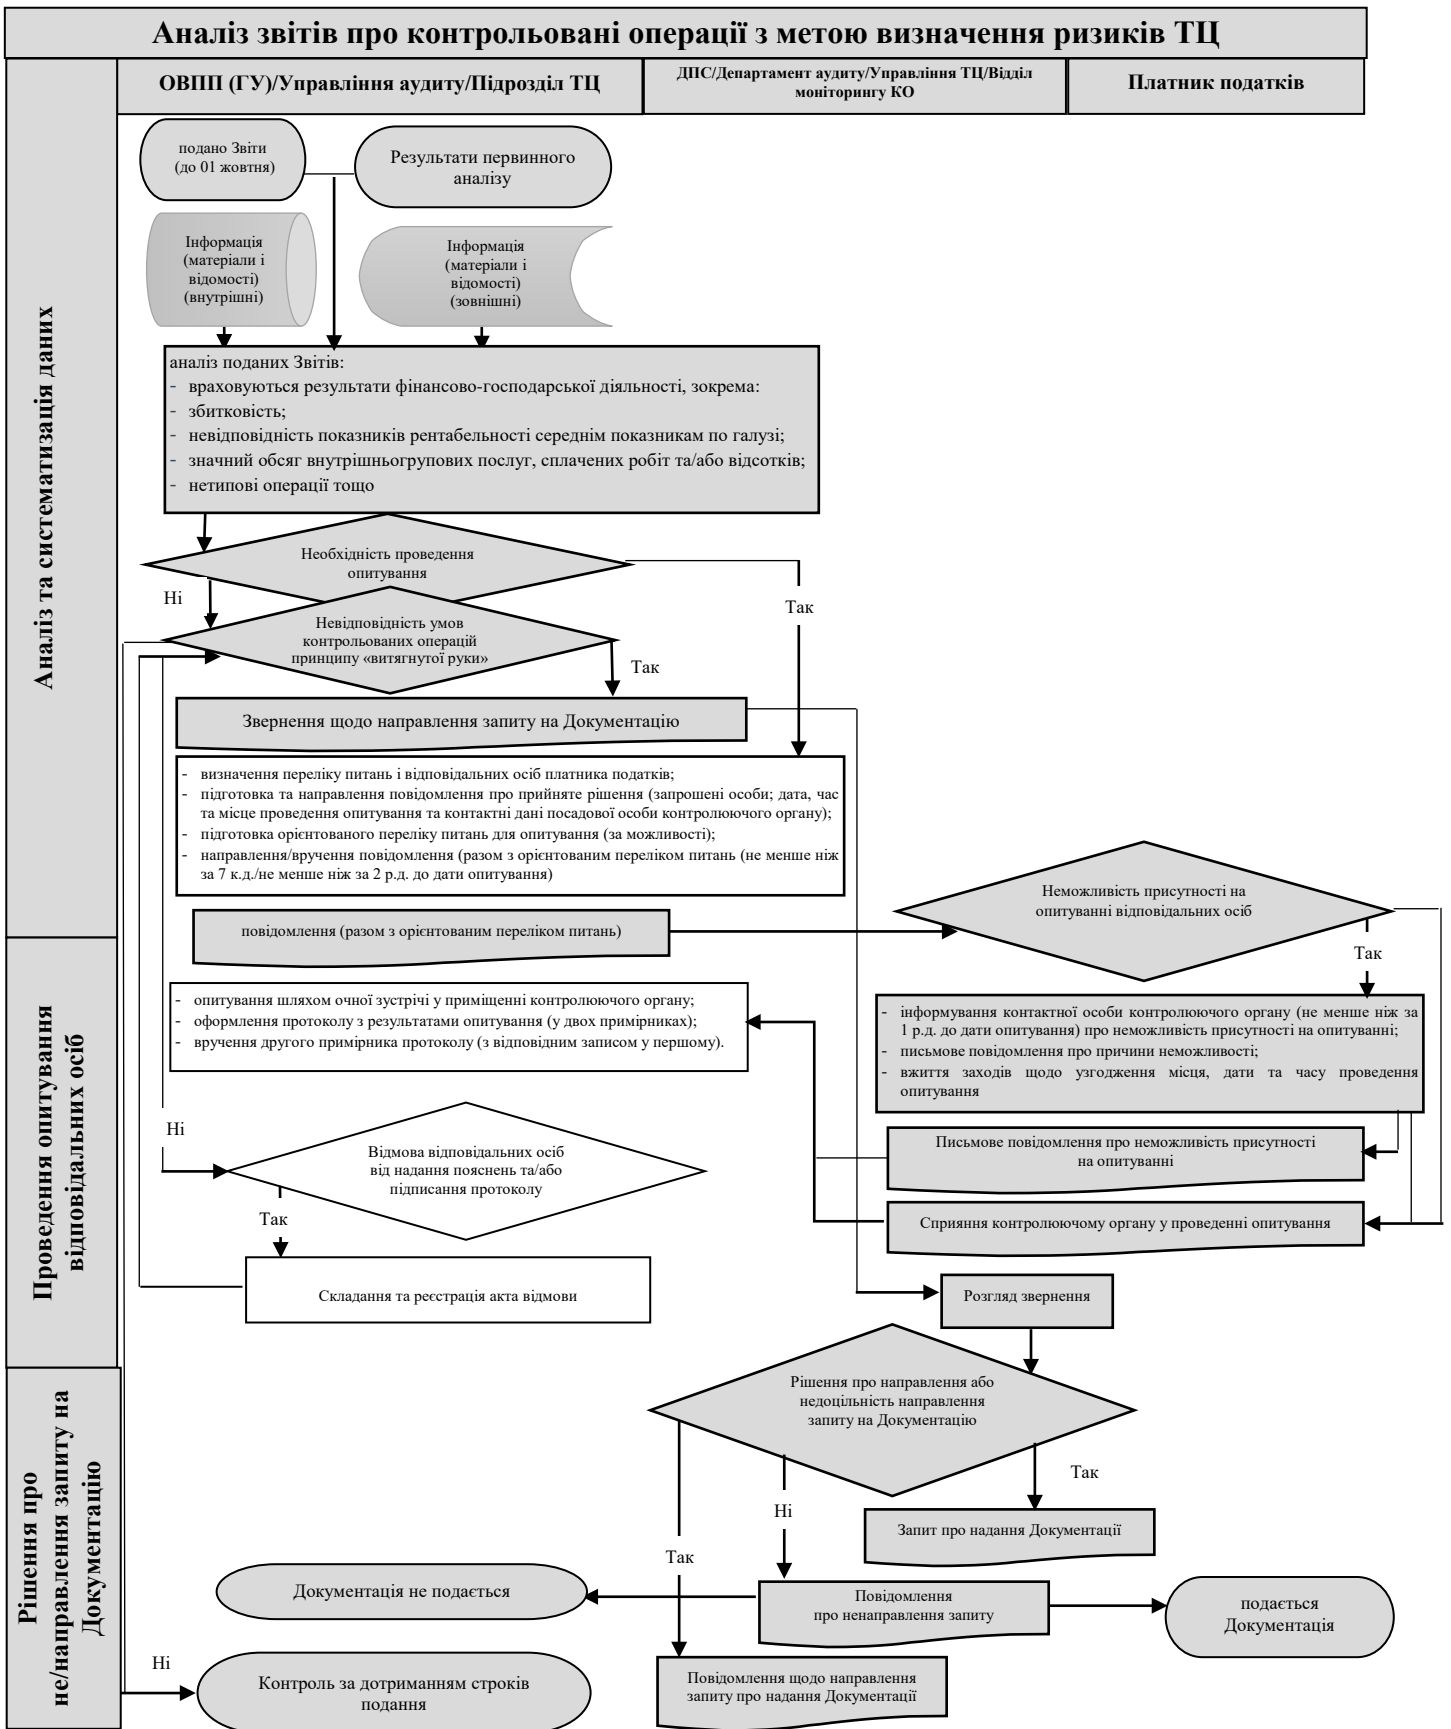 Аналіз звітів про контрольовані операції з метою визначення ризиків ТЦ
ОВПП (ГУ)/Управління аудиту/Підрозділ ТЦ
ДПС/Департамент аудиту/Управління ТЦ/Відділ
моніторингу КО
Платник податків
Аналіз та систематизація даних
подано Звіти
(до 01 жовтня)
Результати первинного
аналізу
Інформація
(матеріали і
відомості)
(внутрішні)
Інформація
(матеріали і
відомості)
(зовнішні)
аналіз поданих Звітів:
- враховуються результати фінансово-господарської діяльності, зокрема:
- збитковість;
- невідповідність показників рентабельності середнім показникам по галузі;
- значний обсяг внутрішньогрупових послуг, сплачених робіт та/або відсотків;
- нетипові операції тощо
Необхідність проведення
опитування
Ні
Так
Невідповідність умов
контрольованих операцій
принципу «витягнутої руки»
Так
Звернення щодо направлення запиту на Документацію
- визначення переліку питань і відповідальних осіб платника податків;
- підготовка та направлення повідомлення про прийняте рішення (запрошені особи; дата, час
та місце проведення опитування та контактні дані посадової особи контролюючого органу);
- підготовка орієнтованого переліку питань для опитування (за можливості);
- направлення/вручення повідомлення (разом з орієнтованим переліком питань (не менше ніж
за 7 к.д./не менше ніж за 2 р.д. до дати опитування)
Неможливість присутності на
опитуванні відповідальних осіб
повідомлення (разом з орієнтованим переліком питань)
Так
Проведення опитування
відповідальних осіб
- опитування шляхом очної зустрічі у приміщенні контролюючого органу;
- оформлення протоколу з результатами опитування (у двох примірниках);
- вручення другого примірника протоколу (з відповідним записом у першому).
- інформування контактної особи контролюючого органу (не менше ніж за
1 р.д. до дати опитування) про неможливість присутності на опитуванні;
- письмове повідомлення про причини неможливості;
- вжиття заходів щодо узгодження місця, дати та часу проведення
опитування
Ні
Відмова відповідальних осіб
від надання пояснень та/або
підписання протоколу
Письмове повідомлення про неможливість присутності
на опитуванні
Так
Сприяння контролюючому органу у проведенні опитування
Складання та реєстрація акта відмови
Розгляд звернення
Рішення про
не/направлення запиту на
Документацію
Рішення про направлення або
недоцільність направлення
запиту на Документацію
Так
Ні
Запит про надання Документації
Так
Документація не подається
Повідомлення
про ненаправлення запиту
подається
Документація
Ні
Контроль за дотриманням строків
подання
Повідомлення щодо направлення
запиту про надання Документації